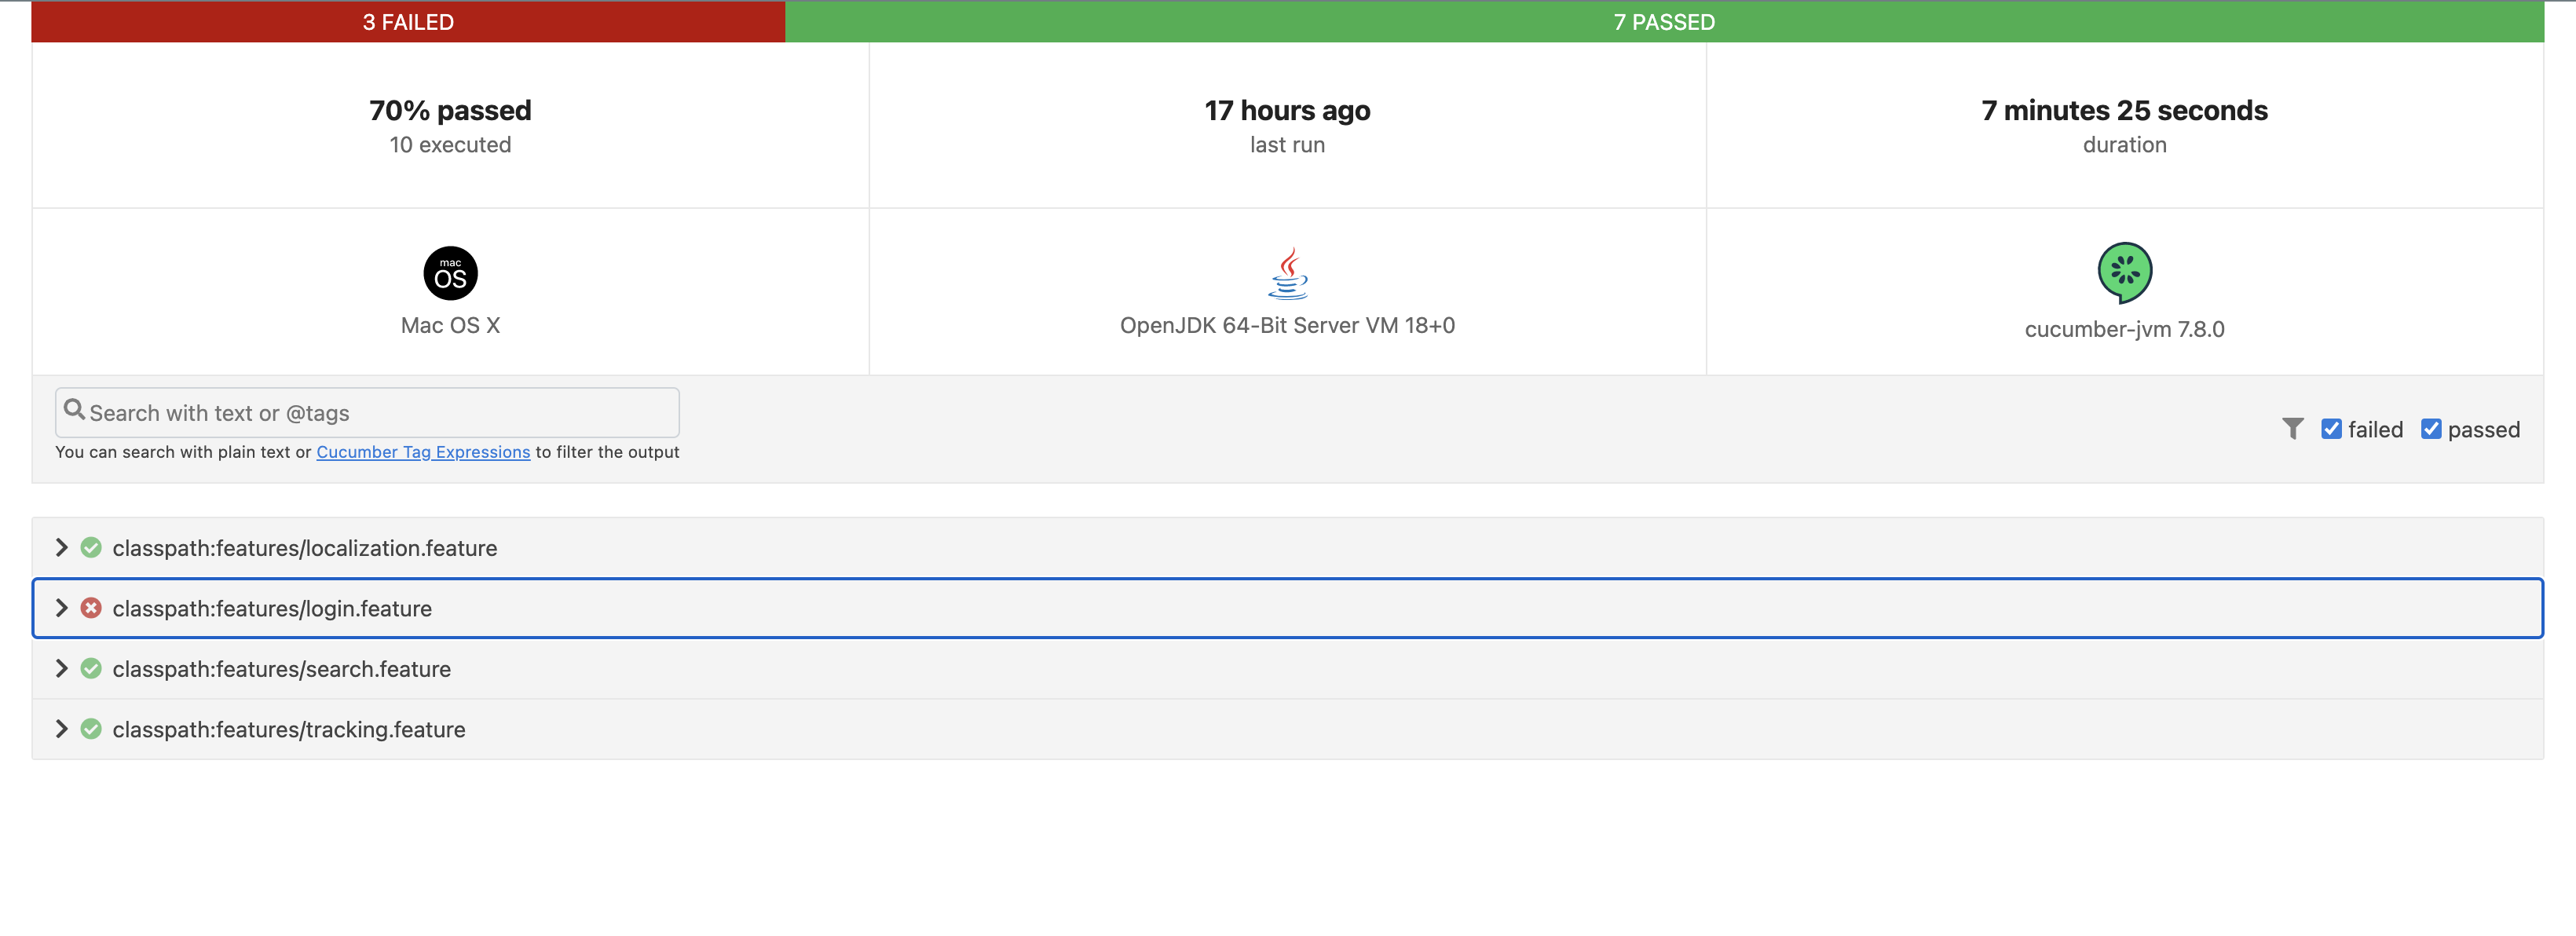 3 FAILED
7 PASSED
70% passed
10 executed
17 hours ago
last run
7 minutes 25 seconds
duration
mac
OS
Mac OS X
OpenJDK 64-Bit Server VM 18+0
cucumber-jvm 7.8.0
Search with text or @tags
You can search with plain text or Cucumber Tag Expressions to filter the output
failed
passed
classpath:features/localization.feature
classpath:features/login.feature
classpath:features/search.feature
classpath:features/tracking.feature